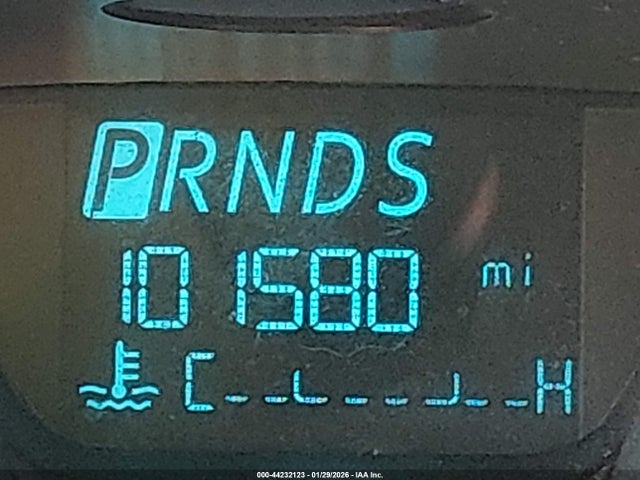 PRNDS
101580 mi
C H
000-44232123 - 01/29/2026 - IAA Inc.